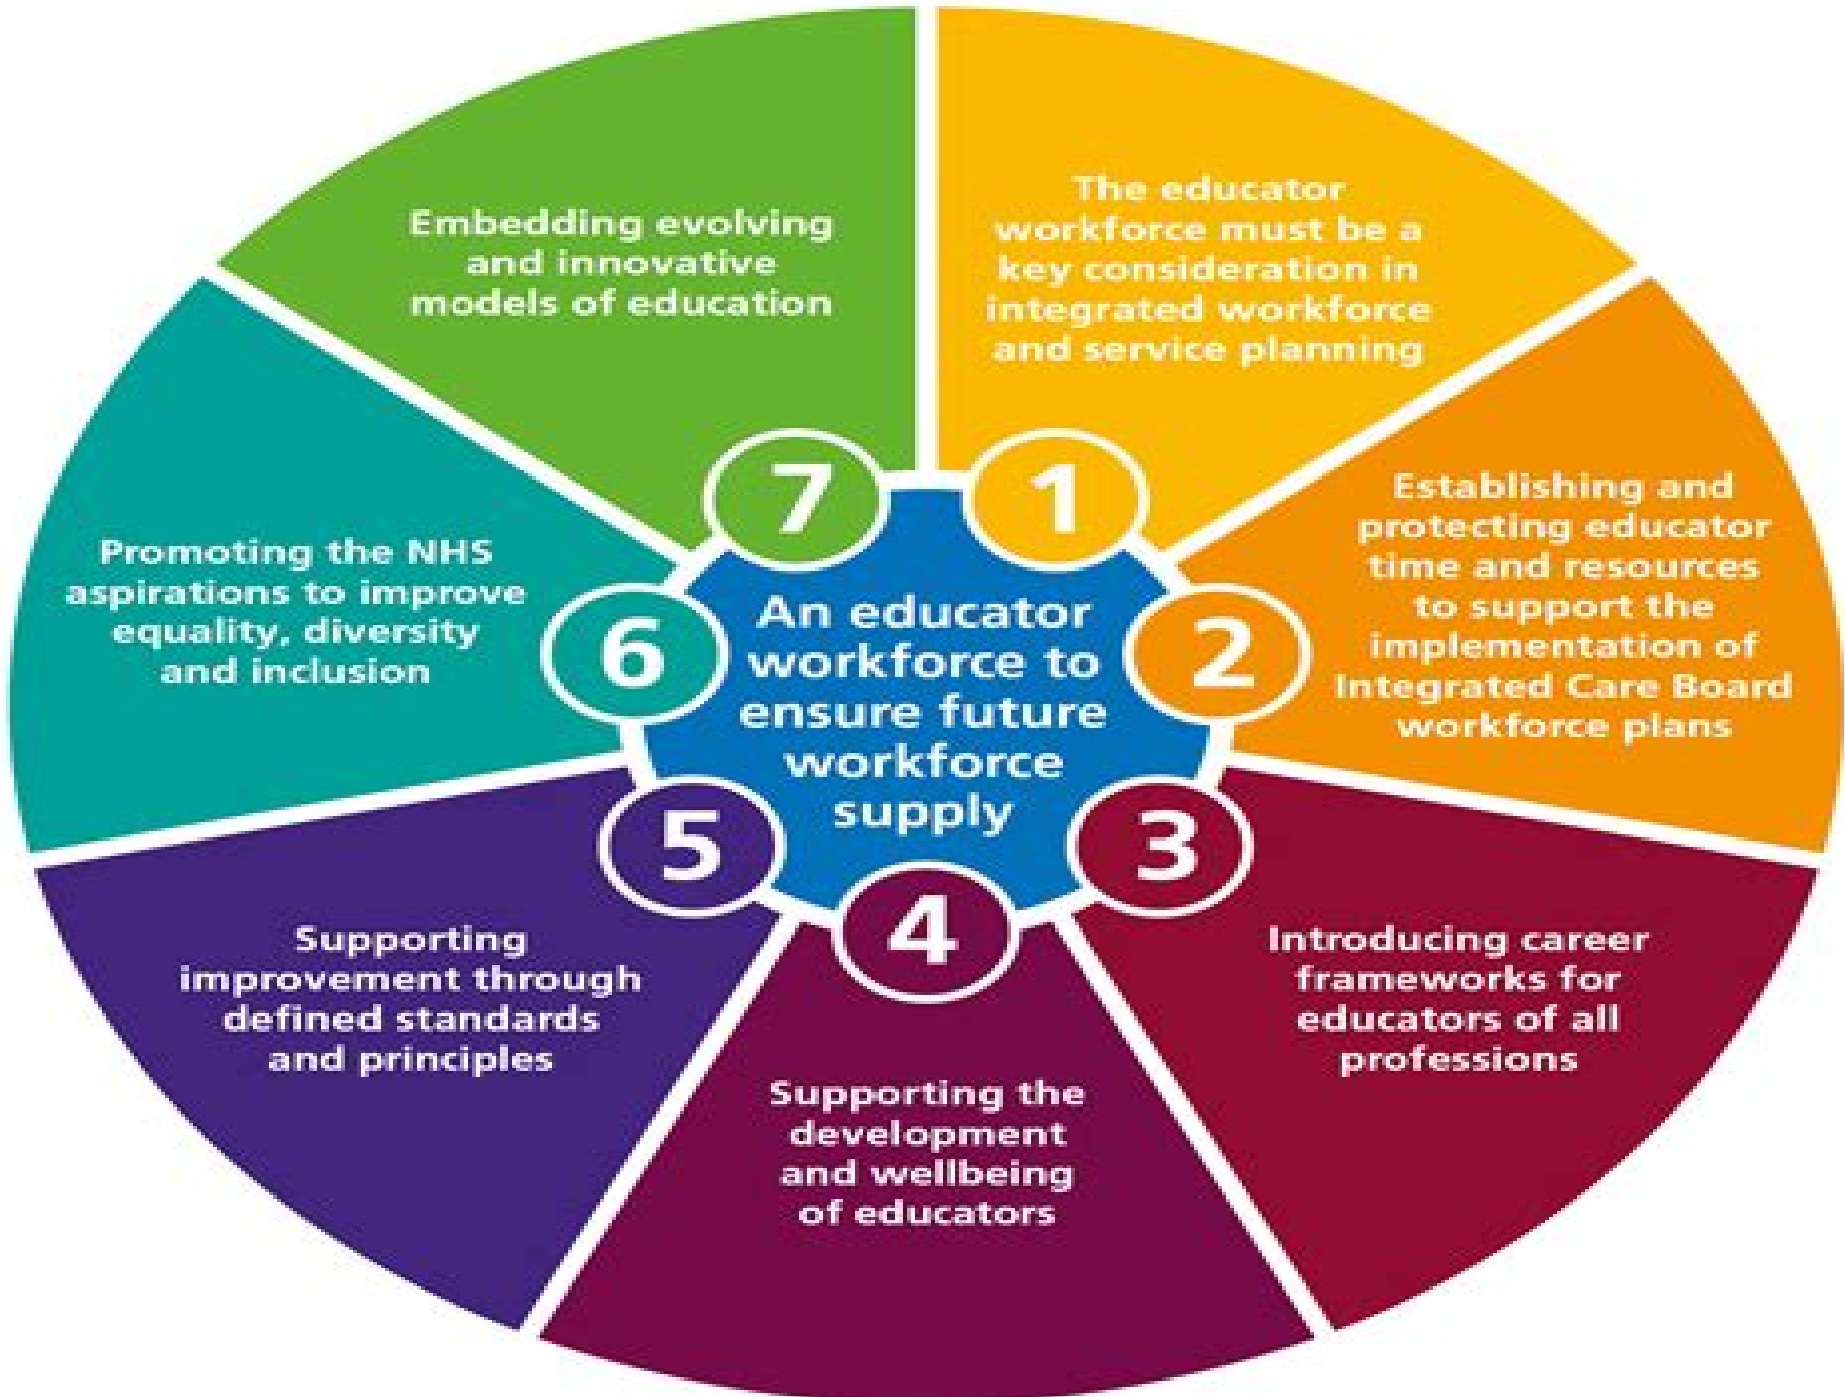 An educator
workforce to
ensure future
workforce
supply
1
The educator
workforce must be a
key consideration in
integrated workforce
and service planning
2
Establishing and
protecting educator
time and resources
to support the
implementation of
Integrated Care Board
workforce plans
3
Introducing career
frameworks for
educators of all
professions
4
Supporting the
development
and wellbeing
of educators
5
Supporting
improvement through
defined standards
and principles
6
Promoting the NHS
aspirations to improve
equality, diversity
and inclusion
7
Embedding evolving
and innovative
models of education